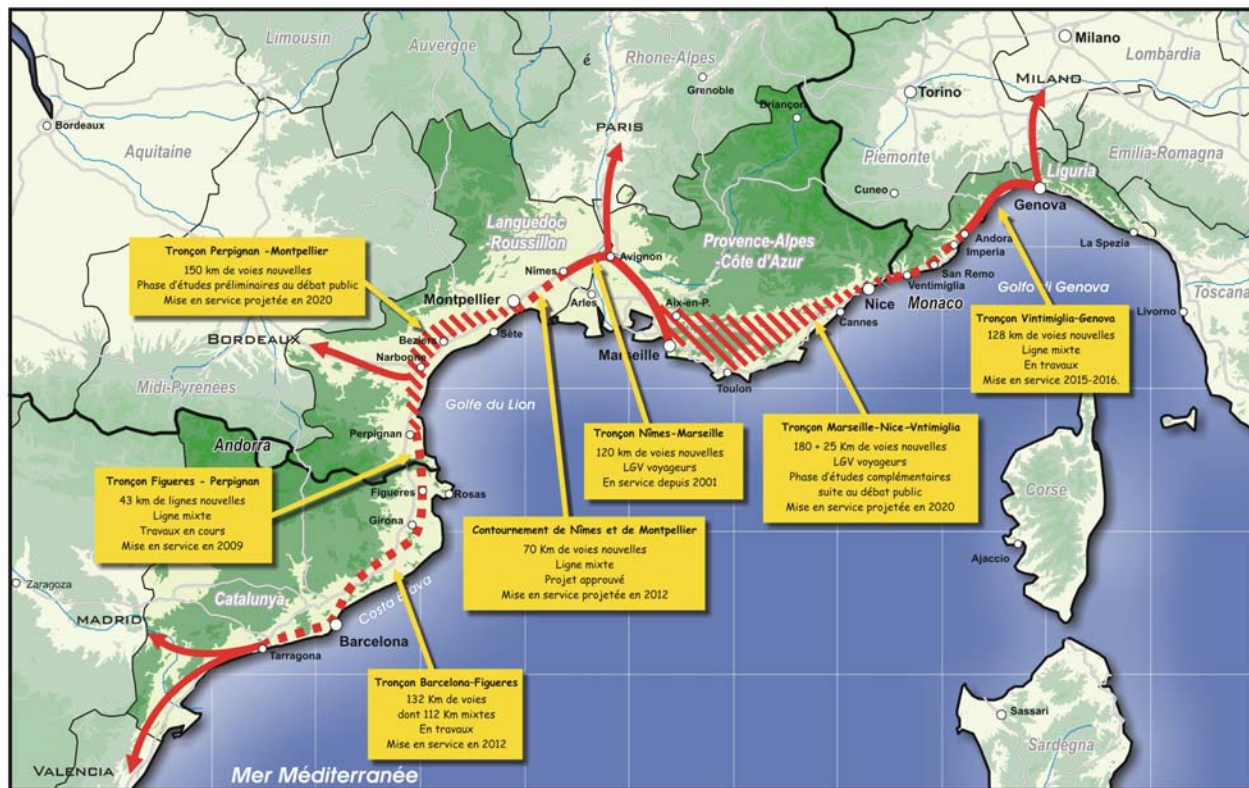 Limousin
Auvergne
é
Rhone-Alpes
Grenoble
Milano
Lombardia
MILANO
Torino
Briançon
Bordeaux
Aquitaine
PARIS
Piemonte
Emilia-Romagna
Cuneo
Liguria
Genova
Languedoc
-Roussillon
Provence-Alpes
-Côte d'Azur
Avignon
Nîmes
Andora
Imperia
La Spezia
San Remo
Ventimiglia
Monaco
Golfo di Genova
Toscana
Livorno
Tronçon Perpignan -Montpellier
150 km de voies nouvelles
Phase d'études préliminaires au débat public
Mise en service projetée en 2020
Montpellier
Arles
Aix-en-P.
Nice
Cannes
Sète
Bezierz
Narbonne
Marseille
Toulon
BORDEAUX
Midi-Pyrénées
Golfe du Lion
Tronçon Vintimiglia-Genova
128 km de voies nouvelles
Ligne mixte
En travaux
Mise en service 2015-2016.
Perpignan
Andorra
Tronçon Nîmes-Marseille
120 km de voies nouvelles
LGV voyageurs
En service depuis 2001
Tronçon Marseille-Nice-Vntimiglia
180 + 25 Km de voies nouvelles
LGV voyageurs
Phase d'études complémentaires
suite au débat public
Mise en service projetée en 2020
Corse
Ajaccio
Tronçon Figueres - Perpignan
43 km de lignes nouvelles
Ligne mixte
Travaux en cours
Mise en service en 2009
Figueres
Rosas
Girona
Contournement de Nîmes et de Montpellier
70 Km de voies nouvelles
Ligne mixte
Projet approuvé
Mise en service projetée en 2012
Zaragoza
Catalunya
Costa Brava
MADRID
Barcelona
Tarragona
Tronçon Barcelona-Figueres
132 Km de voies
dont 112 Km mixtes
En travaux
Mise en service en 2012
Sassari
Sardegna
VALENCIA
Mer Méditerranée